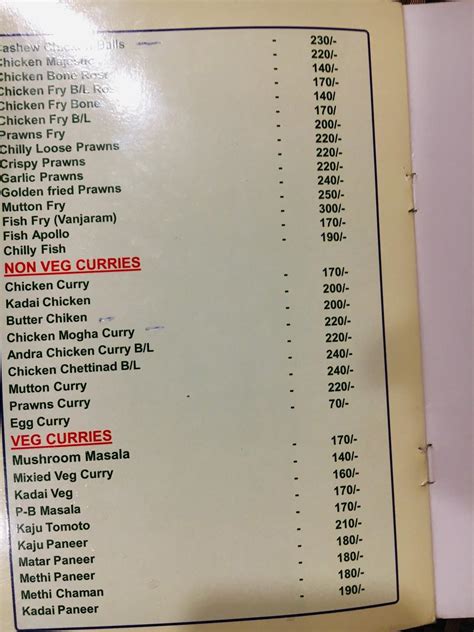 Chicken Balls - 230/-
Chicken Majestic - 220/-
Chicken Bone Rost - 140/-
Chicken Fry B/L - 170/-
Chicken Fry Bone - 140/
Chicken Fry B/L - 170/
Prawns Fry - 200/-
Chilly Loose Prawns - 220/-
Crispy Prawns - 220/-
Garlic Prawns - 220/-
Golden fried Prawns - 240/-
Mutton Fry - 250/-
Fish Fry (Vanjaram) - 300/-
Fish Apollo - 170/-
Chilly Fish - 190/-
NON VEG CURRIES
Chicken Curry - 170/-
Kadai Chicken - 200/-
Butter Chiken - 200/-
Chicken Mogha Curry - 220/-
Andra Chicken Curry B/L - 220/-
Chicken Chettinad B/L - 240/-
Mutton Curry - 240/-
Prawns Curry - 220/-
Egg Curry - 70/-
VEG CURRIES
Mushroom Masala - 170/-
Mixied Veg Curry - 140/-
Kadai Veg - 160/-
P-B Masala - 170/-
Kaju Tomoto - 170/-
Kaju Paneer - 210/-
Matar Paneer - 180/-
Methi Paneer - 180/-
Methi Chaman - 180/-
Kadai Paneer - 190/-